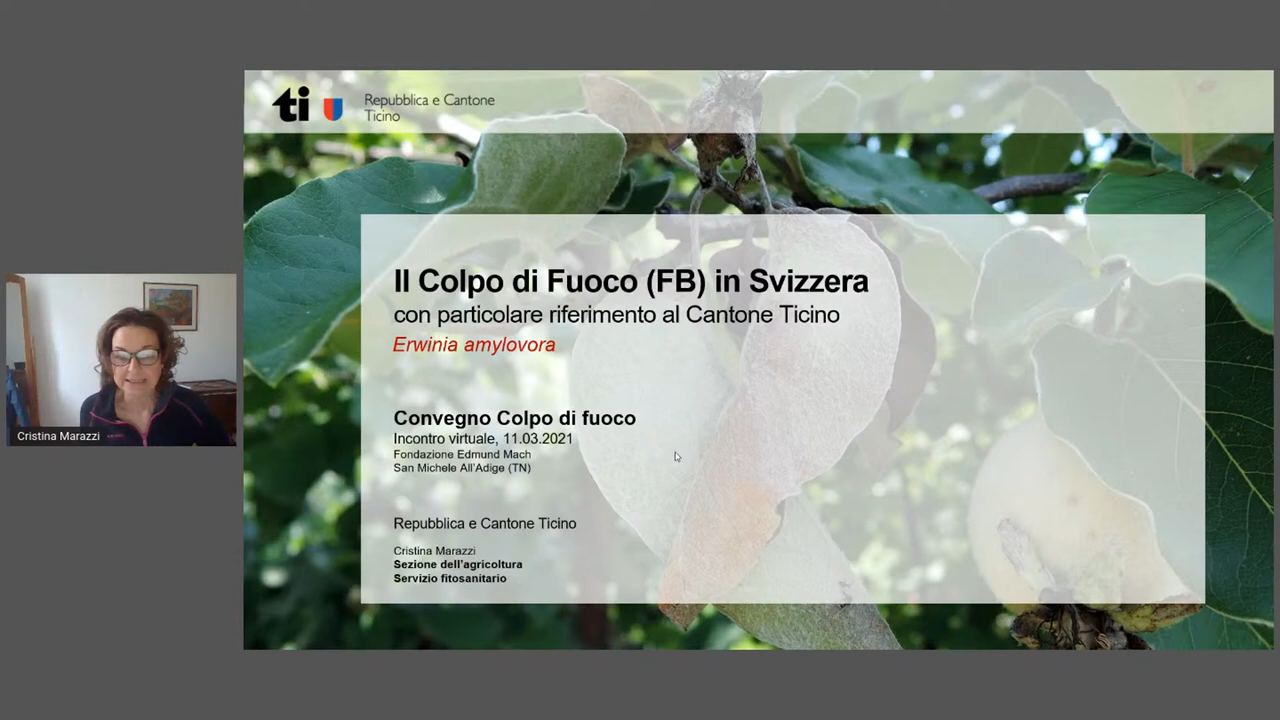 ti
Repubblica e Cantone
Ticino
Il Colpo di Fuoco (FB) in Svizzera
con particolare riferimento al Cantone Ticino
Erwinia amylovora
Convegno Colpo di fuoco
Incontro virtuale, 11.03.2021
Fondazione Edmund Mach
San Michele All'Adige (TN)
Repubblica e Cantone Ticino
Cristina Marazzi
Sezione dell'agricoltura
Servizio fitosanitario
Cristina Marazzi